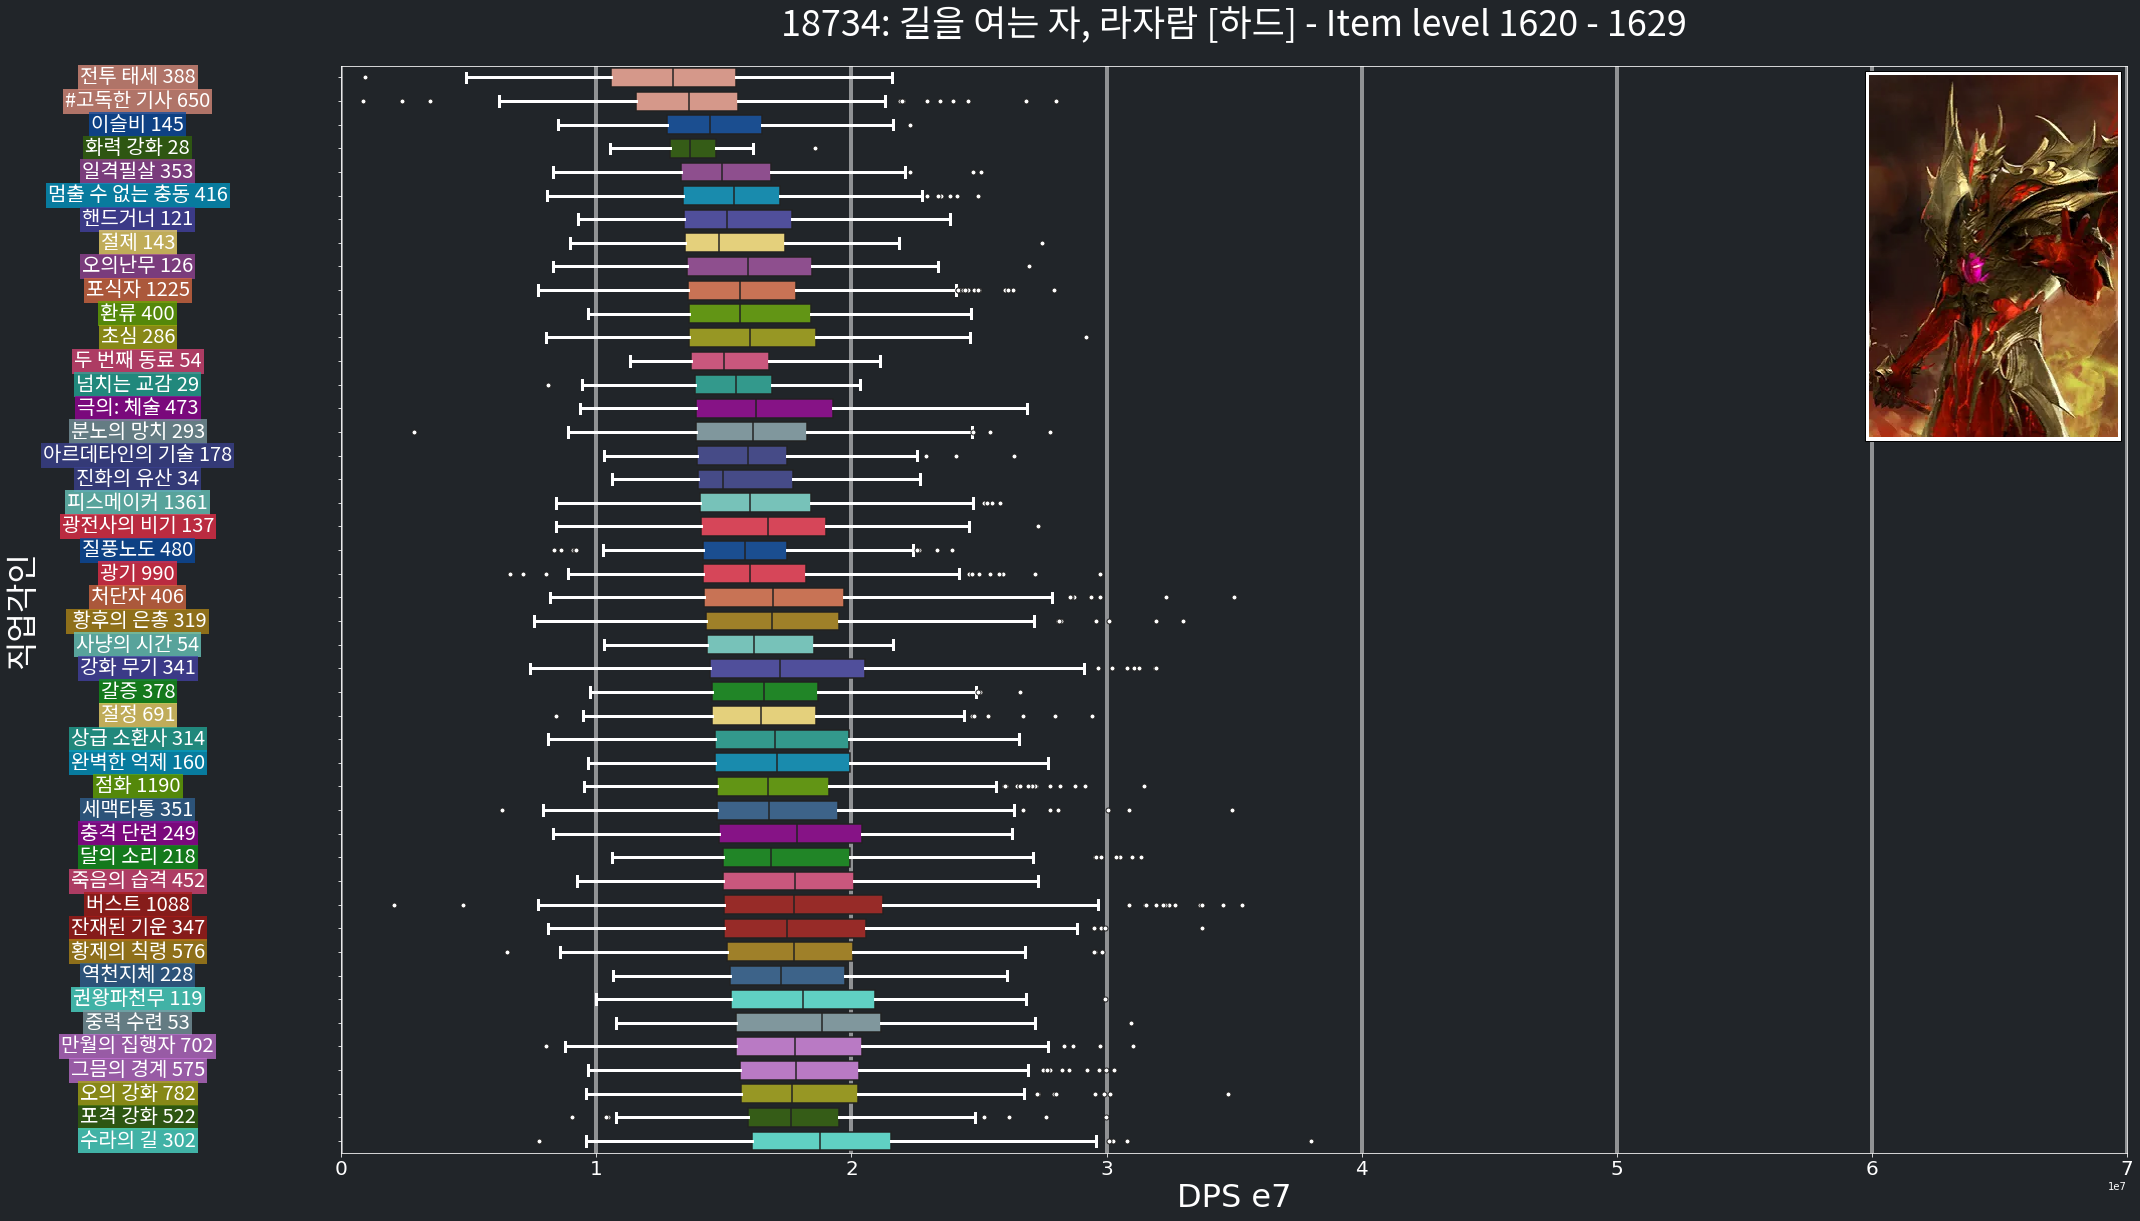 18734: 길을 여는 자, 라자람 [하드] - Item level 1620 - 1629
직업각인
전투 태세 388
#고독한 기사 650
이슬비 145
화력 강화 28
일격필살 353
멈출 수 없는 충동 416
핸드거너 121
절제 143
오의난무 126
포식자 1225
환류 400
초심 286
두 번째 동료 54
넘치는 교감 29
극의: 체술 473
분노의 망치 293
아르데타인의 기술 178
진화의 유산 34
피스메이커 1361
광전사의 비기 137
질풍노도 480
광기 990
처단자 406
황후의 은총 319
사냥의 시간 54
강화 무기 341
갈증 378
절정 691
상급 소환사 314
완벽한 억제 160
점화 1190
세맥타통 351
충격 단련 249
달의 소리 218
죽음의 습격 452
버스트 1088
잔재된 기운 347
황제의 칙령 576
역천지체 228
권왕파천무 119
중력 수련 53
만월의 집행자 702
그믐의 경계 575
오의 강화 782
포격 강화 522
수라의 길 302
0 1 2 3 4 5 6 7
DPS e7
1e7